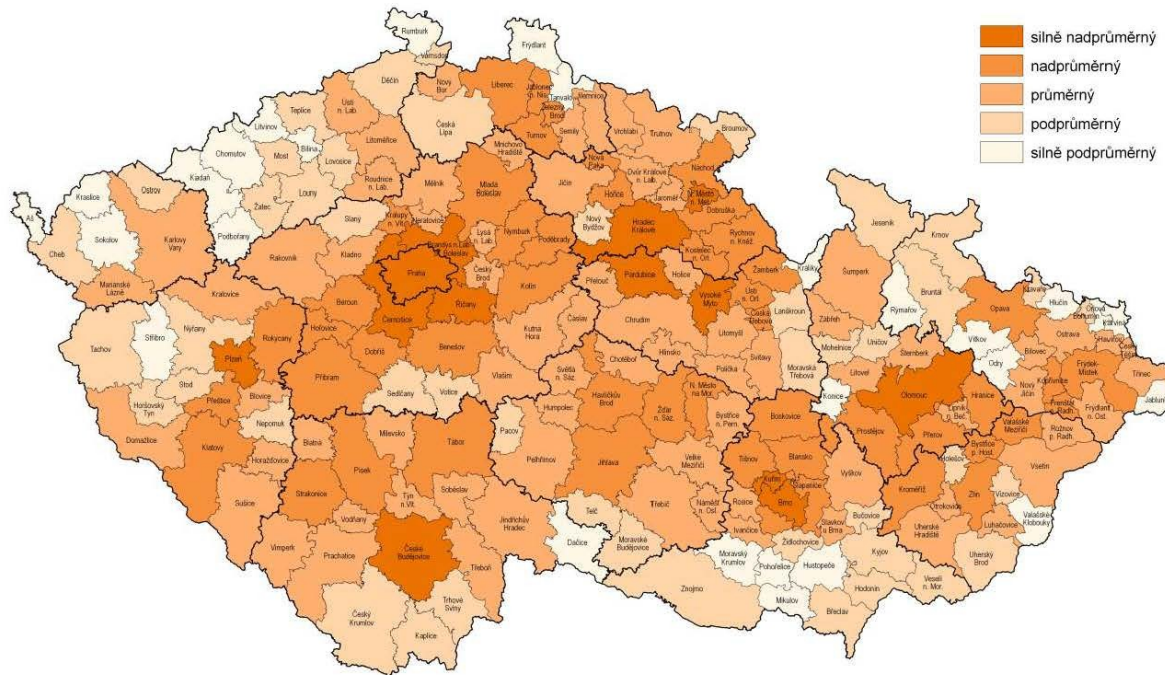 silně nadprůměrný
nadprůměrný
průměrný
podprůměrný
silně podprůměrný
Rumburk
Varnsdorf
Frýdlant
Děčín
Nový
Bor
Liberec
Jablonec
n. Nis.
Tanvald
Železný
Brod
Semily
Turnov
Jilemnice
Vrchlabí
Trutnov
Broumov
Teplice
Ústí
n. Lab.
Litvínov
Bílina
Most
Lovosice
Litoměřice
Česká
Lípa
Mnichovo
Hradiště
Chomutov
Kadaň
Louny
Žatec
Roudnice
n. Lab.
Mělník
Mladá
Boleslav
Jičín
Nová
Paka
Hořice
Dvůr Králové
n. Lab.
Jaroměř
Náchod
N. Město
n. Met.
Dobruška
Kraslice
Ostrov
Aš
Sokolov
Cheb
Karlovy
Vary
Podbořany
Mariánské
Lázně
Rakovník
Slaný
Kladno
Kralupy
n. Vlt.
Neratovice
Brandýs n.Lab.
Boleslav
Lysá
n. Lab.
Nymburk
Poděbrady
Nový
Bydžov
Hradec
Králové
Kostelec
n. Orl.
Rychnov
n. Kněž.
Praha
Český
Brod
Kolín
Říčany
Černošice
Beroun
Hořovice
Dobříš
Příbram
Benešov
Kutná
Hora
Čáslav
Vlašim
Votice
Sedlčany
Přelouč
Pardubice
Holice
Vysoké
Mýto
Chrudim
Hlinsko
Litomyšl
Ústí
n. Orl.
Česká
Třebová
Žamberk
Králíky
Lanškroun
Svitavy
Polička
Moravská
Třebová
Kralovice
Tachov
Stříbro
Nýřany
Plzeň
Rokycany
Stod
Blovice
Přeštice
Nepomuk
Horšovský
Týn
Domažlice
Klatovy
Horažďovice
Sušice
Blatná
Strakonice
Písek
Milevsko
Tábor
Týn
n.Vlt.
Soběslav
Vodňany
Vimperk
Prachatice
České
Budějovice
Třeboň
Trhové
Sviny
Český
Krumlov
Kaplice
Jindřichův
Hradec
Dačice
Pacov
Pelhřimov
Humpolec
Světlá
n. Sáz.
Chotěboř
Havlíčkův
Brod
Žďár
n. Sáz.
N. Město
na Mor.
Bystřice
n. Pern.
Jihlava
Velké
Meziříčí
Třebíč
Náměšť
n. Osl.
Telč
Moravské
Budějovice
Znojmo
Moravský
Krumlov
Pohořelice
Hustopeče
Mikulov
Břeclav
Hodonín
Kyjov
Veselí
n. Mor.
Židlochovice
Ivančice
Rosice
Brno
Kuřim
Šlapanice
Slavkov
u Brna
Bučovice
Vyškov
Tišnov
Blansko
Boskovice
Jeseník
Krnov
Šumperk
Rýmařov
Bruntál
Zábřeh
Mohelnice
Uničov
Šternberk
Litovel
Konice
Olomouc
Prostějov
Přerov
Lipník
n. Beč.
Hranice
Opava
Kravaře
Hlučín
Vítkov
Odry
Bílovec
Ostrava
Bohumín
Orlová
Karviná
Havířov
Český
Těšín
Třinec
Jablunkov
Frýdek-
Místek
Frýdlant
n. Ost.
Nový
Jičín
Kopřivnice
Frenštát
p. Radh.
Rožnov
p. Radh.
Valašské
Meziříčí
Vsetín
Bystřice
p. Host.
Holešov
Kroměříž
Zlín
Vizovice
Otrokovice
Luhačovice
Valašské
Klobouky
Uherské
Hradiště
Uherský
Brod